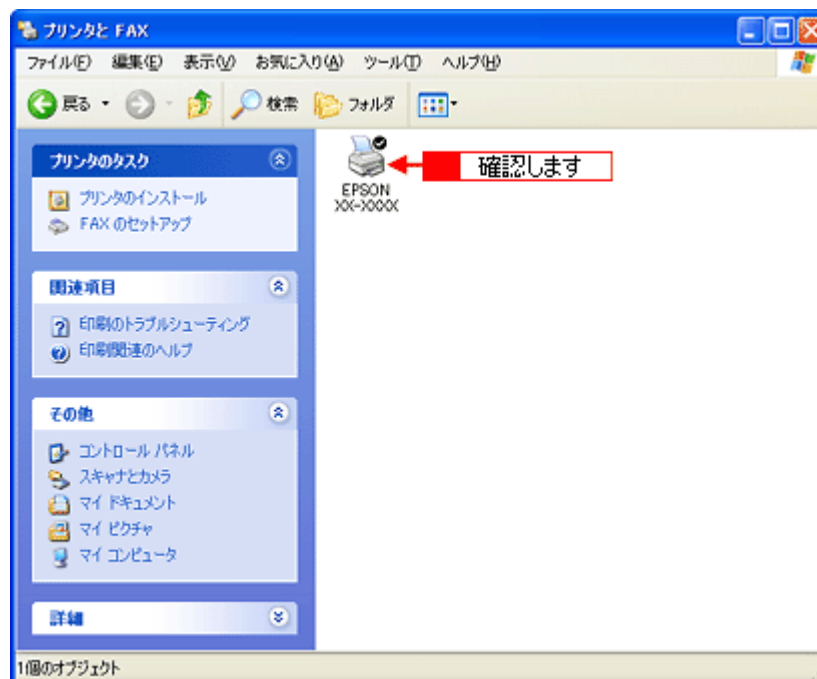 プリンタと FAX
ファイル(F) 編集(E) 表示(V) お気に入り(A) ツール(T) ヘルプ(H)
戻る 検索 フォルダ
プリンタのタスク
プリンタのインストール
FAX のセットアップ
関連項目
印刷のトラブルシューティング
印刷関連のヘルプ
その他
コントロール パネル
スキャナとカメラ
マイ ドキュメント
マイ ピクチャ
マイ コンピュータ
詳細
EPSON
XX-XXXX
確認します
1個のオブジェクト